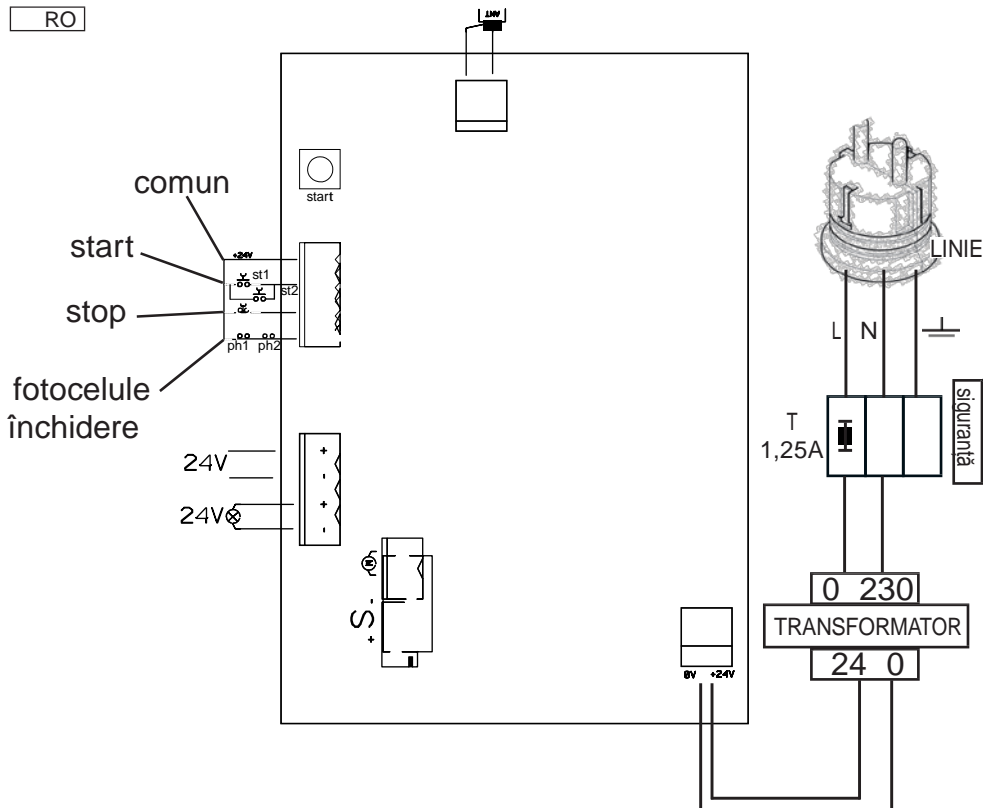 RO
ANT
start
comun
start
stop
fotocelule
închidere
+24V
st1
st2
ph1 ph2
24V
+
-
24V
+
-
M
+ S -
0V +24V
LINIE
L N
T
1,25A
siguranță
0 230
TRANSFORMATOR
24 0